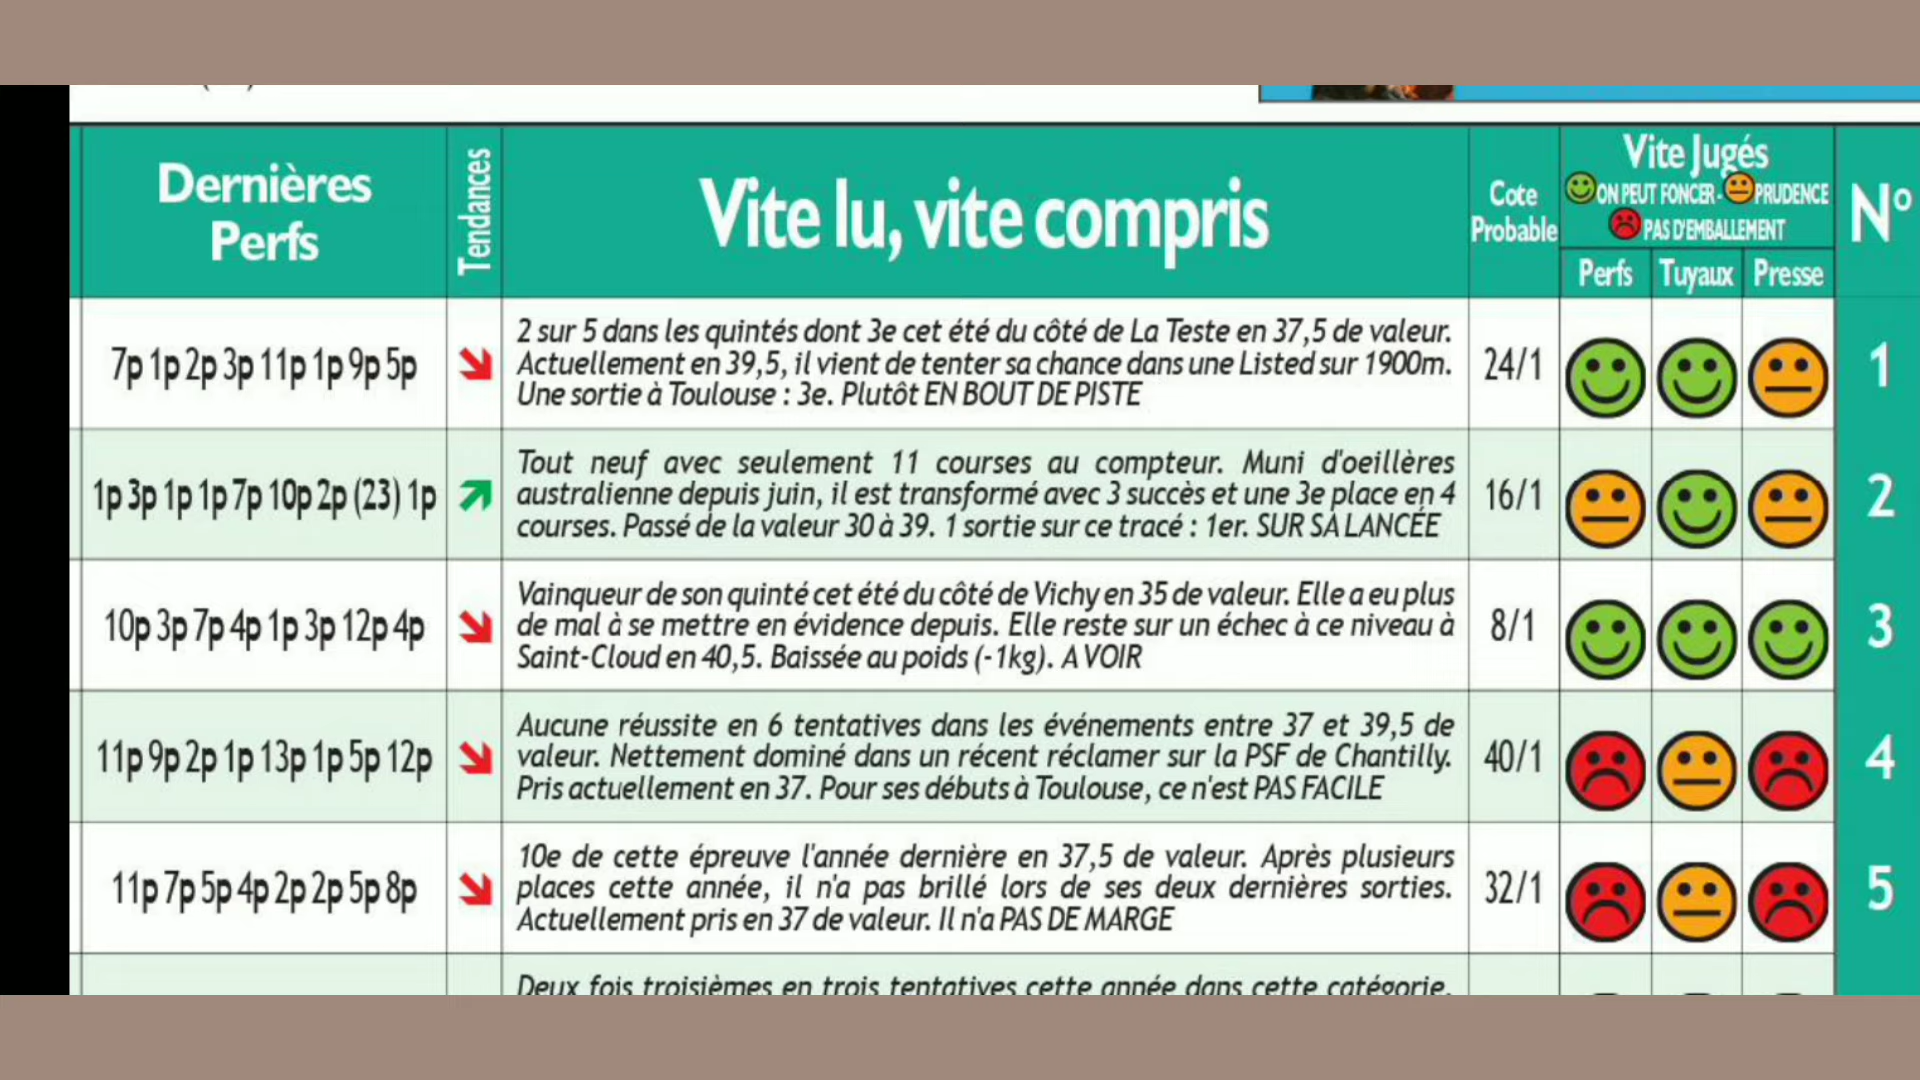 Dernières
Perfs
Tendances
Vite lu, vite compris
Cote
Probable
Vite Jugés
ON PEUT FONCER - PRUDENCE
PAS D'EMBALLEMENT
Perfs Tuyaux Presse
N°
7p 1p 2p 3p 11p 1p 9p 5p
2 sur 5 dans les quintés dont 3e cet été du côté de La Teste en 37,5 de valeur.
Actuellement en 39,5, il vient de tenter sa chance dans une Listed sur 1900m.
Une sortie à Toulouse : 3e. Plutôt EN BOUT DE PISTE
24/1
1
1p 3p 1p 1p 7p 10p 2p (23) 1p
Tout neuf avec seulement 11 courses au compteur. Muni d'oeillères
australienne depuis juin, il est transformé avec 3 succès et une 3e place en 4
courses. Passé de la valeur 30 à 39. 1 sortie sur ce tracé : 1er. SUR SA LANCÉE
16/1
2
10p 3p 7p 4p 1p 3p 12p 4p
Vainqueur de son quinté cet été du côté de Vichy en 35 de valeur. Elle a eu plus
de mal à se mettre en évidence depuis. Elle reste sur un échec à ce niveau à
Saint-Cloud en 40,5. Baissée au poids (-1kg). A VOIR
8/1
3
11p 9p 2p 1p 13p 1p 5p 12p
Aucune réussite en 6 tentatives dans les événements entre 37 et 39,5 de
valeur. Nettement dominé dans un récent réclamer sur la PSF de Chantilly.
Pris actuellement en 37. Pour ses débuts à Toulouse, ce n'est PAS FACILE
40/1
4
11p 7p 5p 4p 2p 2p 5p 8p
10e de cette épreuve l'année dernière en 37,5 de valeur. Après plusieurs
places cette année, il n'a pas brillé lors de ses deux dernières sorties.
Actuellement pris en 37 de valeur. Il n'a PAS DE MARGE
32/1
5
Deux fois troisièmes en trois tentatives cette année dans cette catégorie.